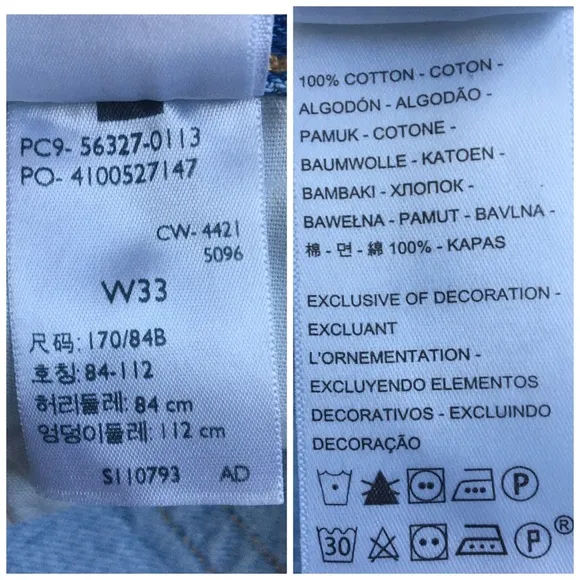 PC9- 56327-0113
PO- 4100527147
CW- 4421
5096
W33
尺码: 170/84B
호칭: 84-112
허리둘레: 84 cm
엉덩이둘레: 112 cm
S110793 AD
100% COTTON - COTON -
ALGODÓN - ALGODÃO -
PAMUK - COTONE -
BAUMWOLLE - KATOEN -
BAMBAKI - ХЛОПОК -
BAWEŁNA - PAMUT - BAVLNA -
棉 - 면 - 綿 100% - KAPAS
EXCLUSIVE OF DECORATION -
EXCLUANT
L'ORNEMENTATION -
EXCLUYENDO ELEMENTOS
DECORATIVOS - EXCLUINDO
DECORAÇÃO
P
30 P ®